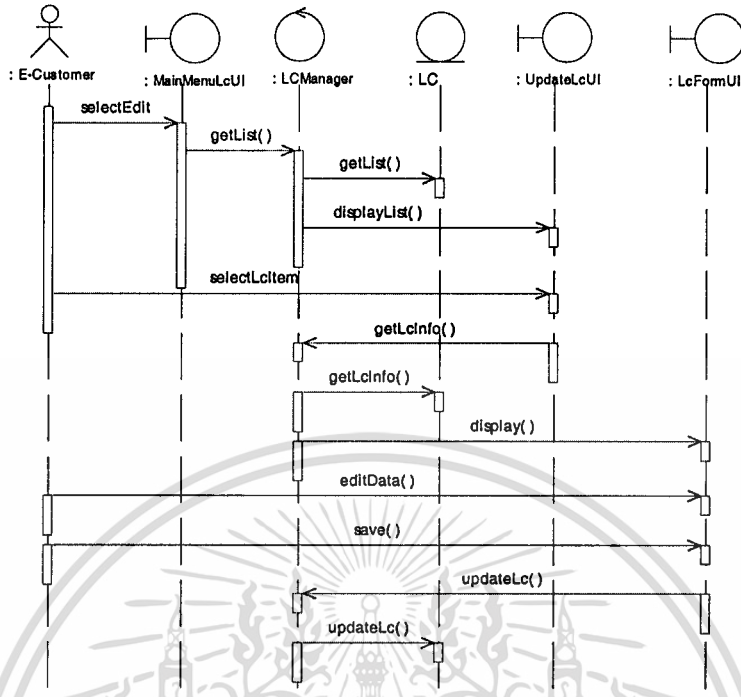 : E-Customer
: MainMenuLcUI
: LCManager
: LC
: UpdateLcUI
: LcFormUI
selectEdit
getList()
getList()
displayList()
selectLcItem
getLcInfo()
getLcInfo()
display()
editData()
save()
updateLc()
updateLc()